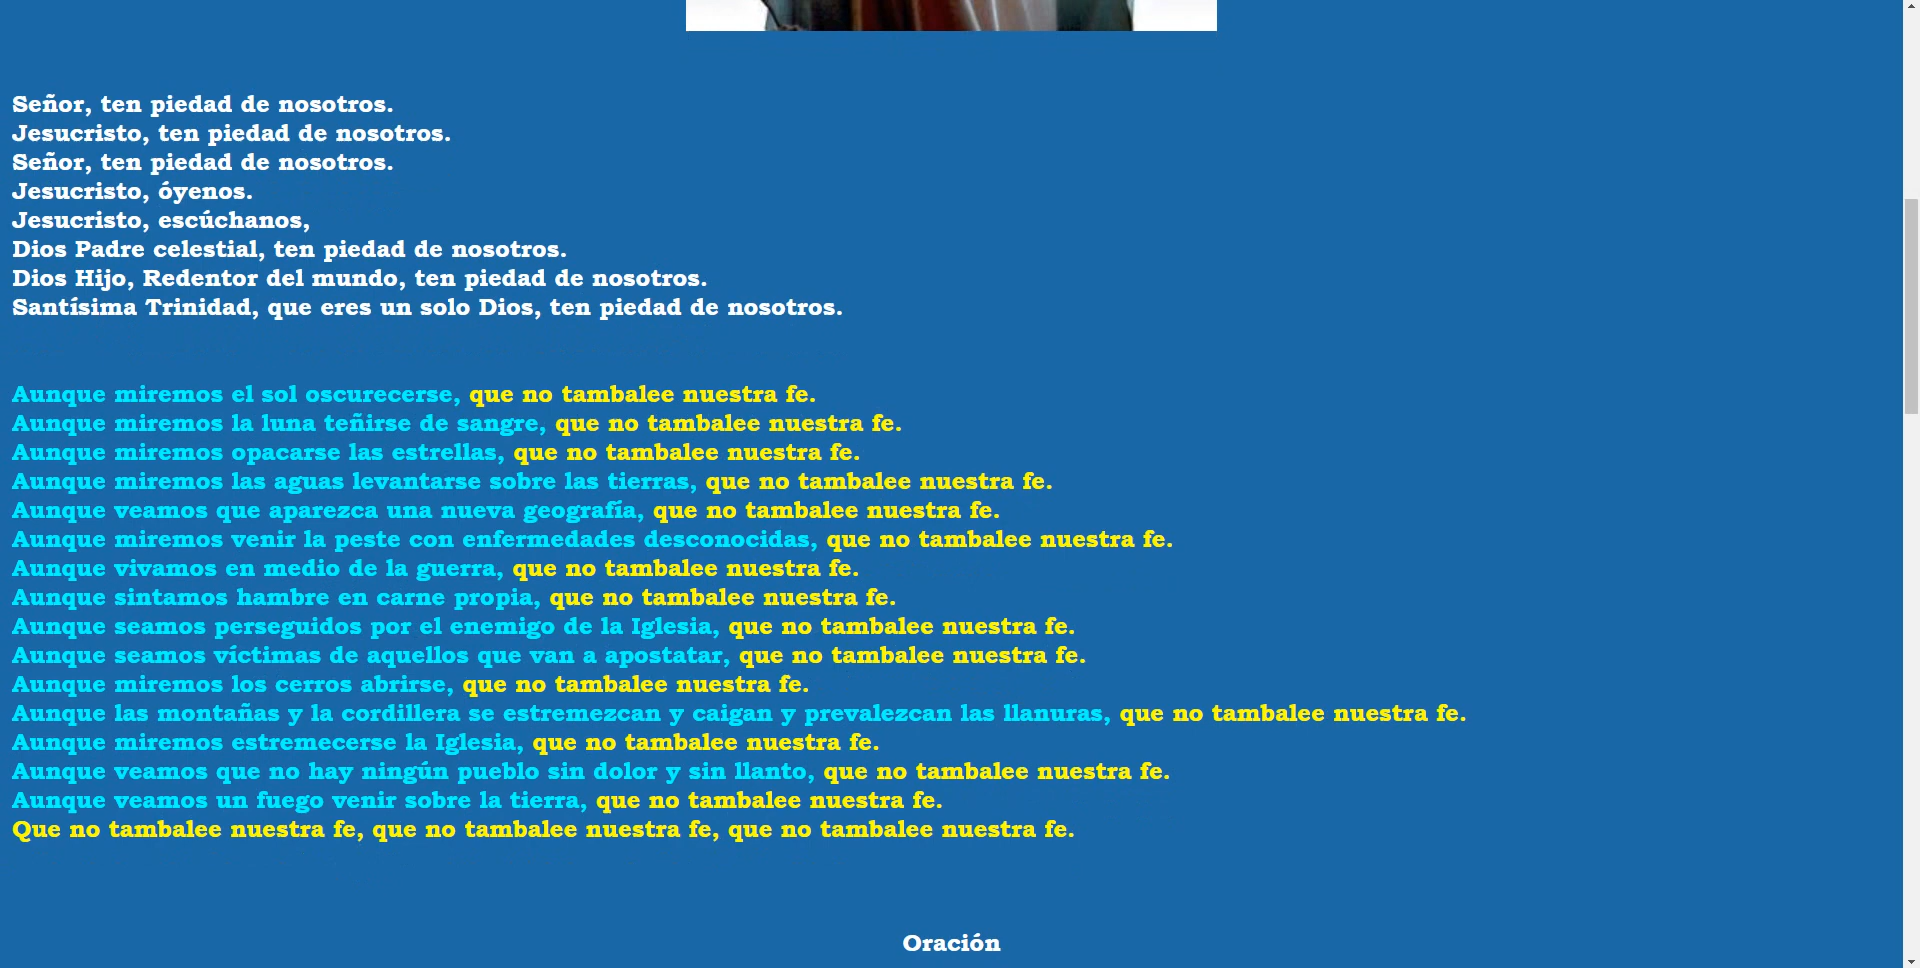 Señor, ten piedad de nosotros.
Jesucristo, ten piedad de nosotros.
Señor, ten piedad de nosotros.
Jesucristo, óyenos.
Jesucristo, escúchanos,
Dios Padre celestial, ten piedad de nosotros.
Dios Hijo, Redentor del mundo, ten piedad de nosotros.
Santísima Trinidad, que eres un solo Dios, ten piedad de nosotros.
Aunque miremos el sol oscurecerse, que no tambalee nuestra fe.
Aunque miremos la luna teñirse de sangre, que no tambalee nuestra fe.
Aunque miremos opacarse las estrellas, que no tambalee nuestra fe.
Aunque miremos las aguas levantarse sobre las tierras, que no tambalee nuestra fe.
Aunque veamos que aparezca una nueva geografía, que no tambalee nuestra fe.
Aunque miremos venir la peste con enfermedades desconocidas, que no tambalee nuestra fe.
Aunque vivamos en medio de la guerra, que no tambalee nuestra fe.
Aunque sintamos hambre en carne propia, que no tambalee nuestra fe.
Aunque seamos perseguidos por el enemigo de la Iglesia, que no tambalee nuestra fe.
Aunque seamos víctimas de aquellos que van a apostatar, que no tambalee nuestra fe.
Aunque miremos los cerros abrirse, que no tambalee nuestra fe.
Aunque las montañas y la cordillera se estremezcan y caigan y prevalezcan las llanuras, que no tambalee nuestra fe.
Aunque miremos estremecerse la Iglesia, que no tambalee nuestra fe.
Aunque veamos que no hay ningún pueblo sin dolor y sin llanto, que no tambalee nuestra fe.
Aunque veamos un fuego venir sobre la tierra, que no tambalee nuestra fe.
Que no tambalee nuestra fe, que no tambalee nuestra fe, que no tambalee nuestra fe.
Oración